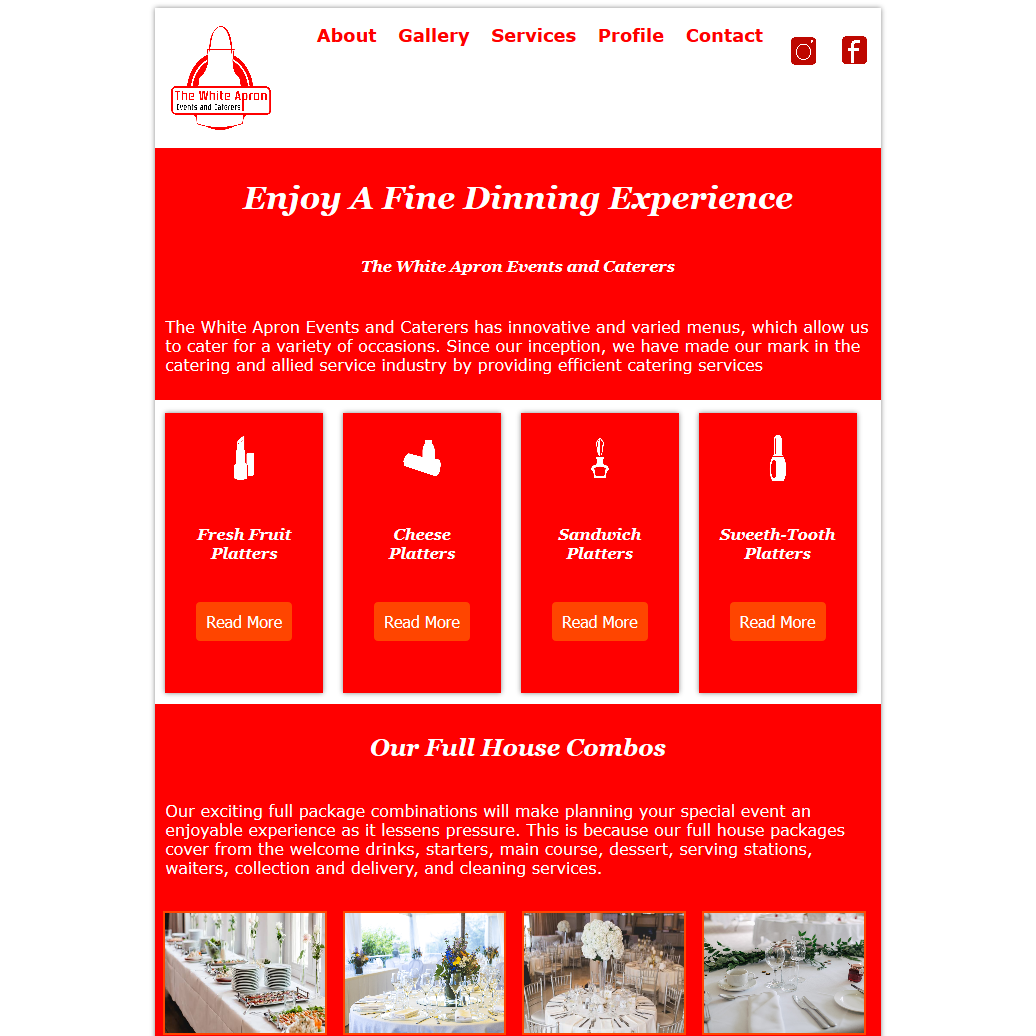 About Gallery Services Profile Contact
The White Apron
Events and Caterers
Enjoy A Fine Dinning Experience
The White Apron Events and Caterers
The White Apron Events and Caterers has innovative and varied menus, which allow us
to cater for a variety of occasions. Since our inception, we have made our mark in the
catering and allied service industry by providing efficient catering services
Fresh Fruit
Platters
Read More
Cheese
Platters
Read More
Sandwich
Platters
Read More
Sweeth-Tooth
Platters
Read More
Our Full House Combos
Our exciting full package combinations will make planning your special event an
enjoyable experience as it lessens pressure. This is because our full house packages
cover from the welcome drinks, starters, main course, dessert, serving stations,
waiters, collection and delivery, and cleaning services.